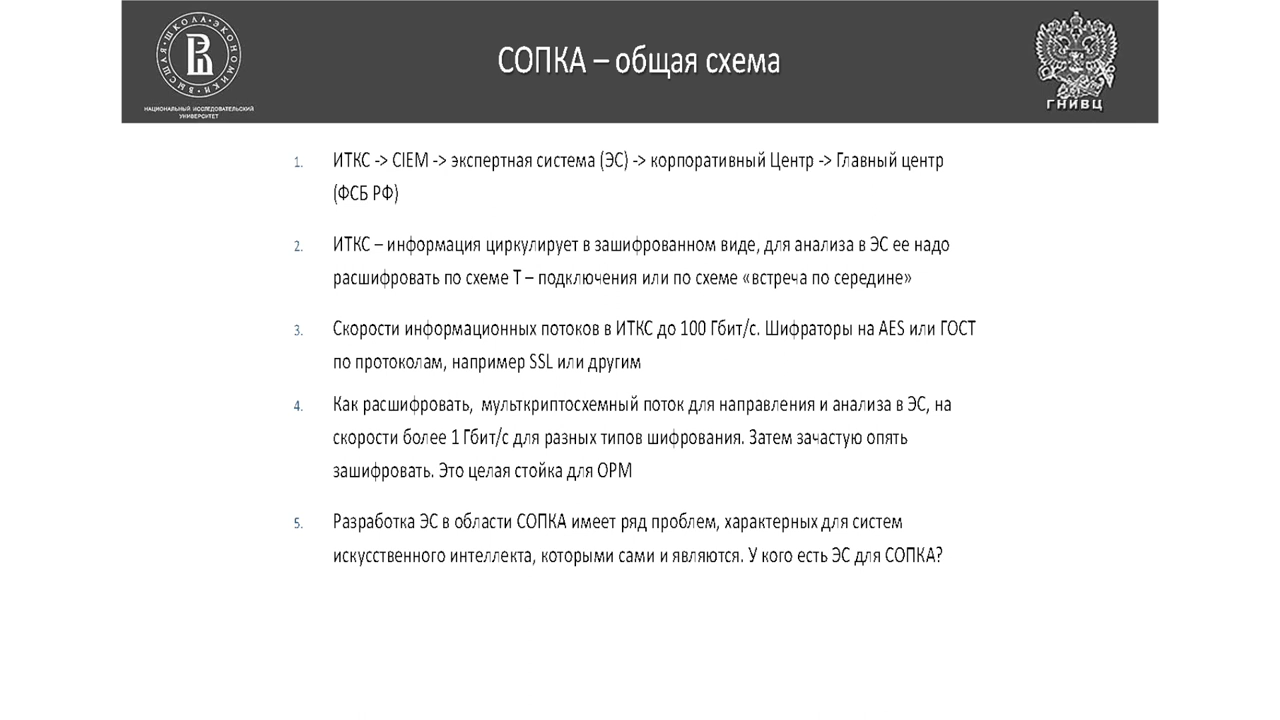 ВЫСШАЯ ШКОЛА ЭКОНОМИКИ
НАЦИОНАЛЬНЫЙ ИССЛЕДОВАТЕЛЬСКИЙ
УНИВЕРСИТЕТ
СОПКА – общая схема
ГНИВЦ
1. ИТКС -> CIEM -> экспертная система (ЭС) -> корпоративный Центр -> Главный центр
(ФСБ РФ)
2. ИТКС – информация циркулирует в зашифрованном виде, для анализа в ЭС ее надо
расшифровать по схеме Т – подключения или по схеме «встреча по середине»
3. Скорости информационных потоков в ИТКС до 100 Гбит/с. Шифраторы на AES или ГОСТ
по протоколам, например SSL или другим
4. Как расшифровать, мульткриптосхемный поток для направления и анализа в ЭС, на
скорости более 1 Гбит/с для разных типов шифрования. Затем зачастую опять
зашифровать. Это целая стойка для ОРМ
5. Разработка ЭС в области СОПКА имеет ряд проблем, характерных для систем
искусственного интеллекта, которыми сами и являются. У кого есть ЭС для СОПКА?